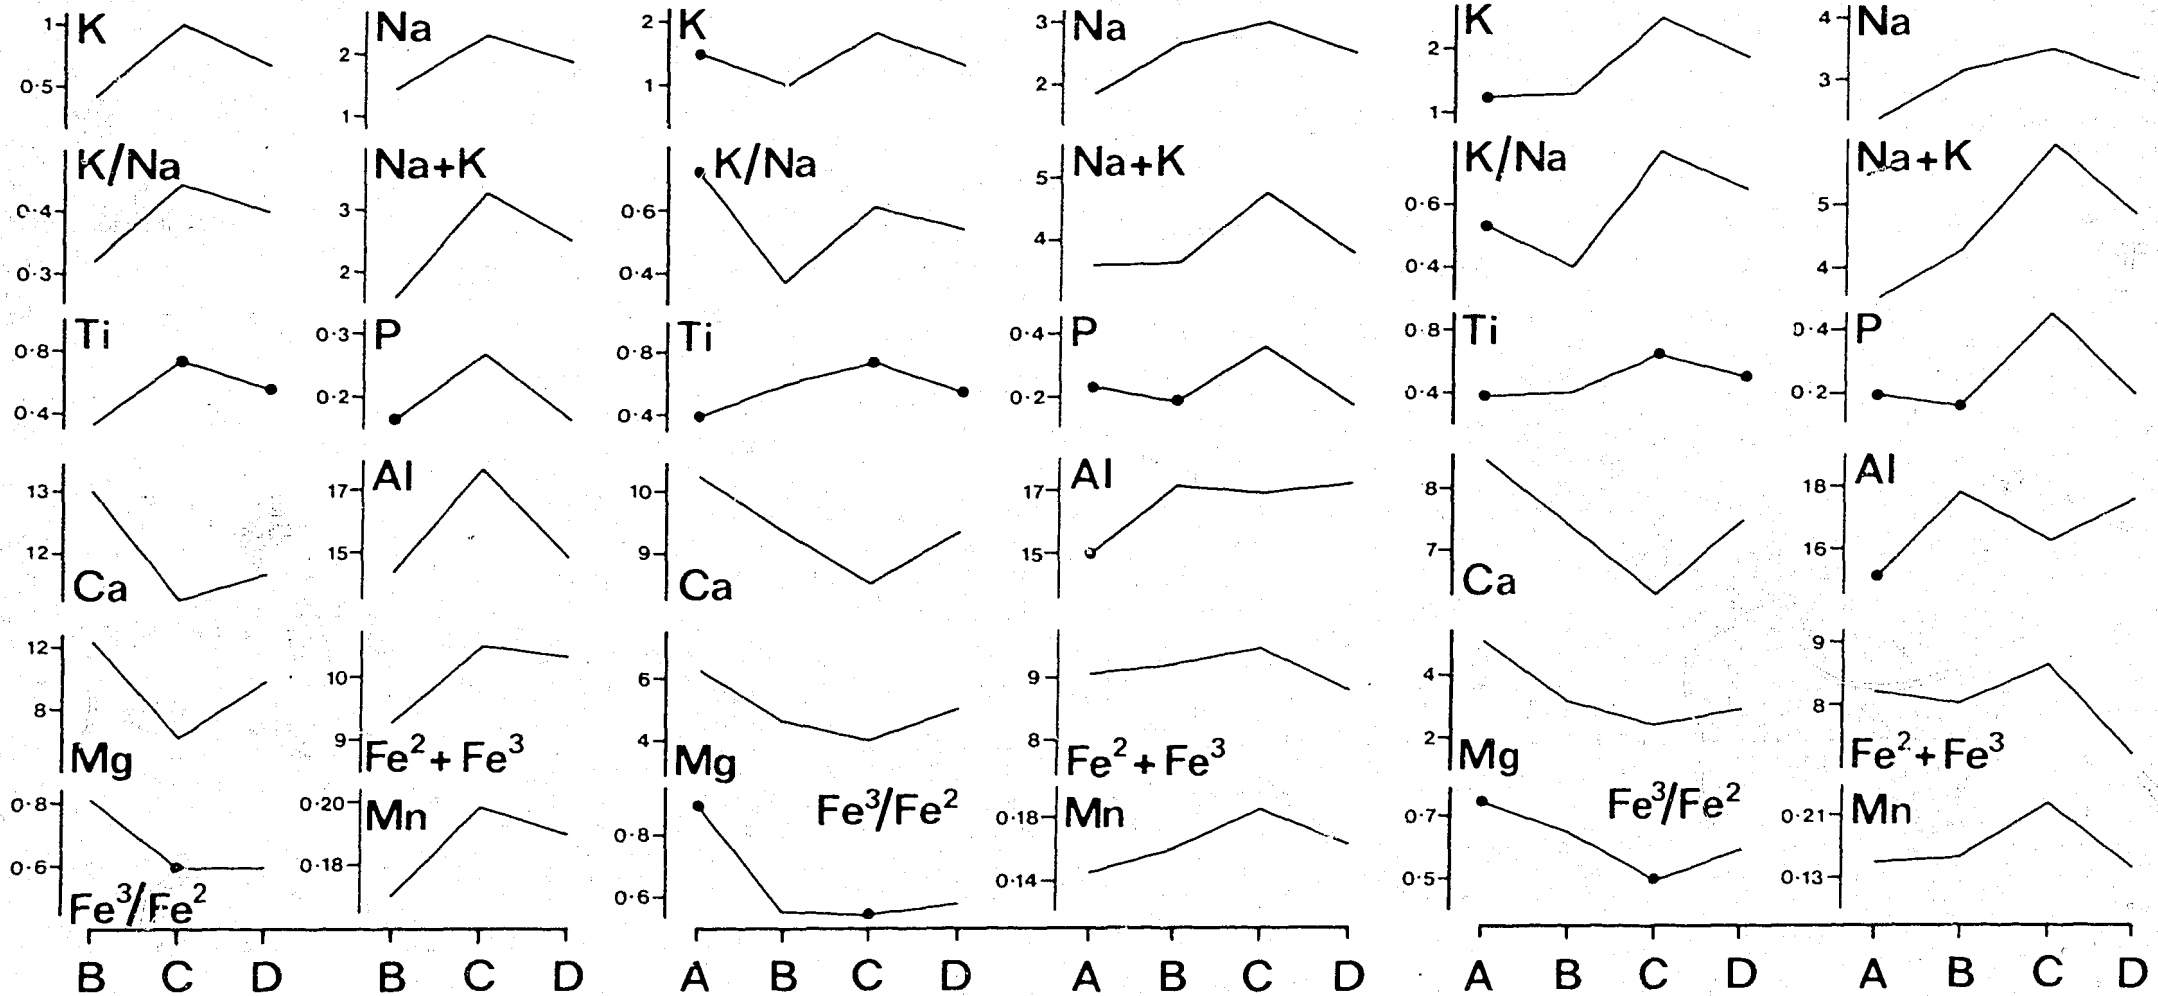 K Na K Na K Na
1 2 2 3 2 4
0·5 1 1 2 1 3
K/Na Na+K K/Na Na+K K/Na Na+K
0·4 3 0·6 5 0·6 5
0·3 2 0·4 4 0·4 4
Ti P Ti P Ti P
0·8 0·3 0·8 0·4 0·8 0·4
0·4 0·2 0·4 0·2 0·4 0·2
Al Al Al
13 17 10 17 8 18
12 15 9 15 7 16
Ca Ca Ca
12 10 6 9 4 9
8 9 4 8 2 8
Mg Fe²+Fe³ Mg Fe²+Fe³ Mg Fe²+Fe³
Mn Fe³/Fe² Mn Fe³/Fe² Mn
0·8 0·20 0·8 0·18 0·7 0·21
0·6 0·18 0·6 0·14 0·5 0·13
Fe³/Fe²
B C D B C D A B C D A B C D A B C D A B C D